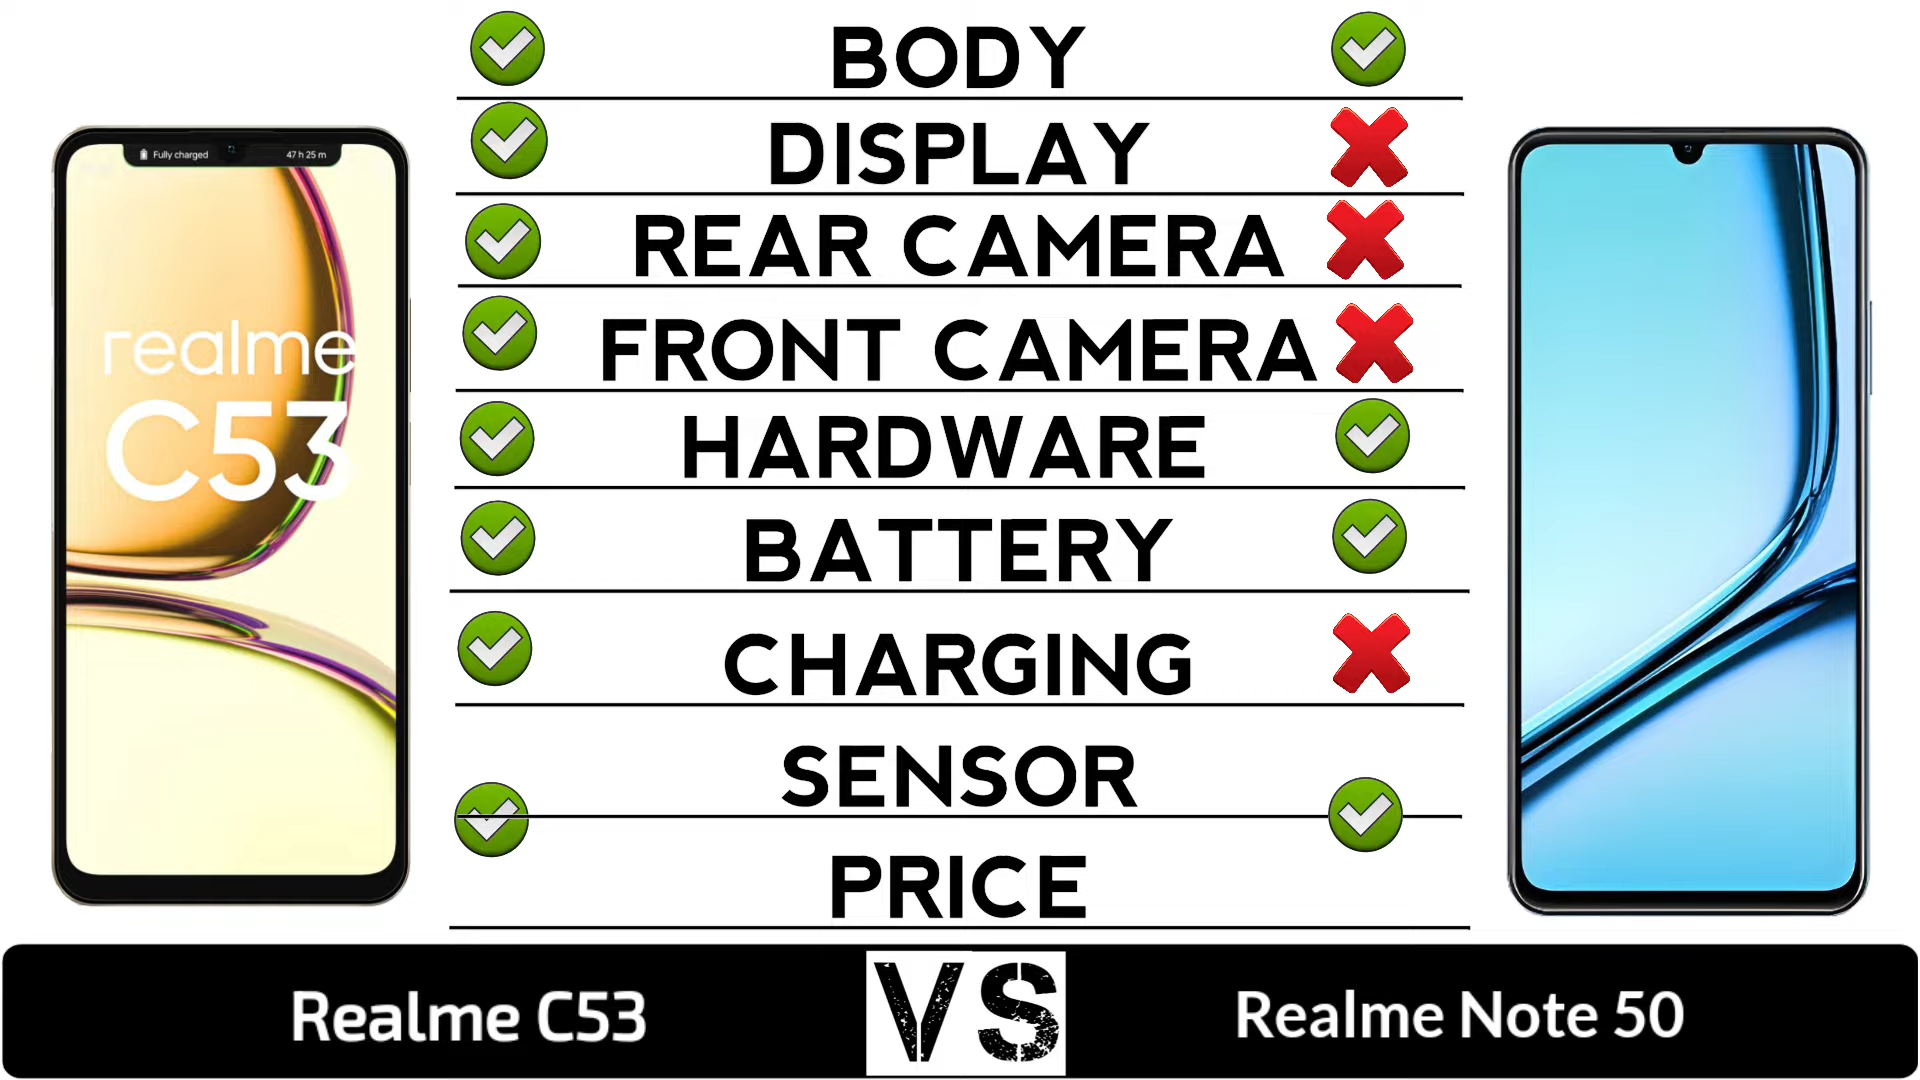 BODY
DISPLAY
REAR CAMERA
FRONT CAMERA
HARDWARE
BATTERY
CHARGING
SENSOR
PRICE
Fully charged 47 h 25 m
realme
C53
Realme C53 VS Realme Note 50